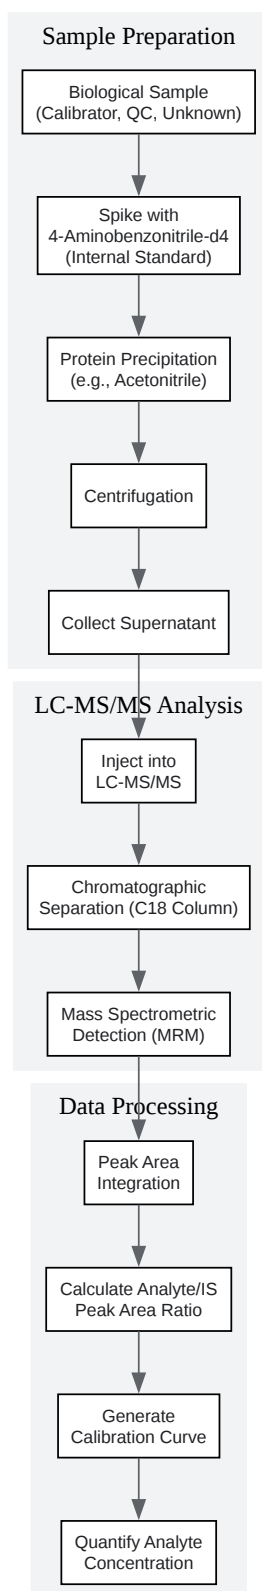 Sample Preparation
Biological Sample
(Calibrator, QC, Unknown)
Spike with
4-Aminobenzonitrile-d4
(Internal Standard)
Protein Precipitation
(e.g., Acetonitrile)
Centrifugation
Collect Supernatant
LC-MS/MS Analysis
Inject into
LC-MS/MS
Chromatographic
Separation (C18 Column)
Mass Spectrometric
Detection (MRM)
Data Processing
Peak Area
Integration
Calculate Analyte/IS
Peak Area Ratio
Generate
Calibration Curve
Quantify Analyte
Concentration